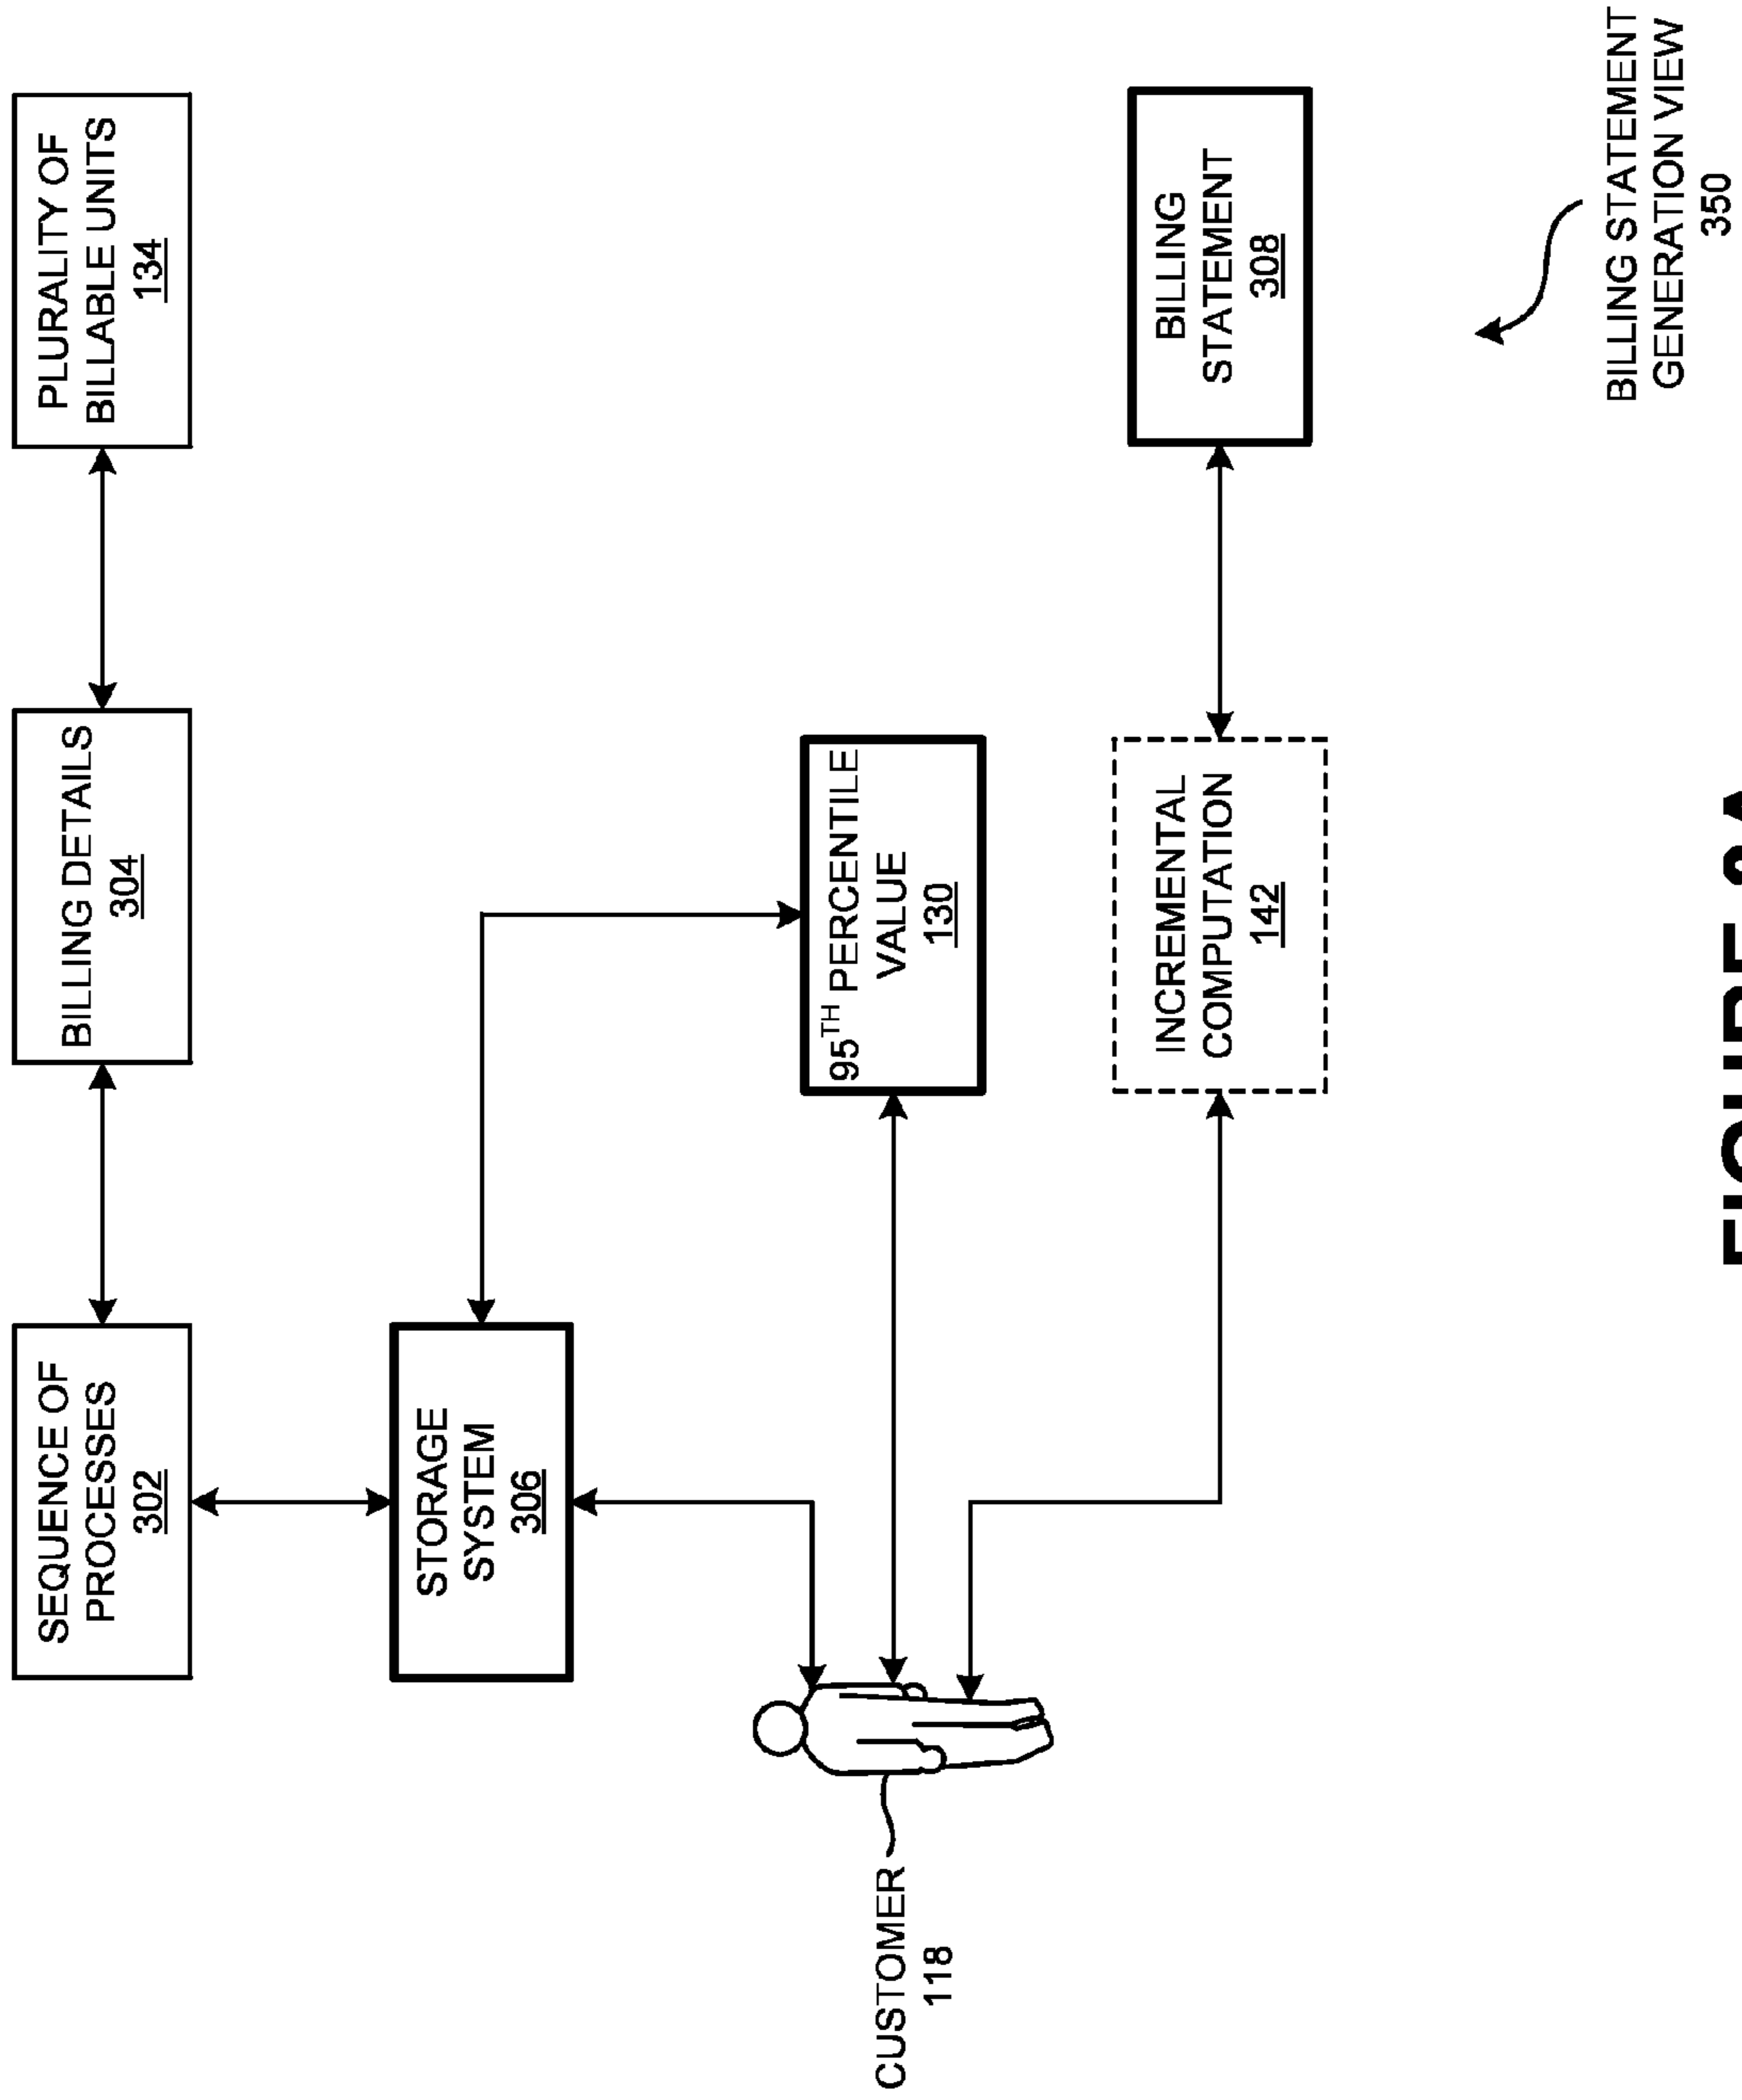 SEQUENCE OF
PROCESSES
302
BILLING DETAILS
304
PLURALITY OF
BILLABLE UNITS
134
STORAGE
SYSTEM
306
CUSTOMER
118
95TH PERCENTILE
VALUE
130
INCREMENTAL
COMPUTATION
142
BILLING
STATEMENT
308
BILLING STATEMENT
GENERATION VIEW
350
FIGURE